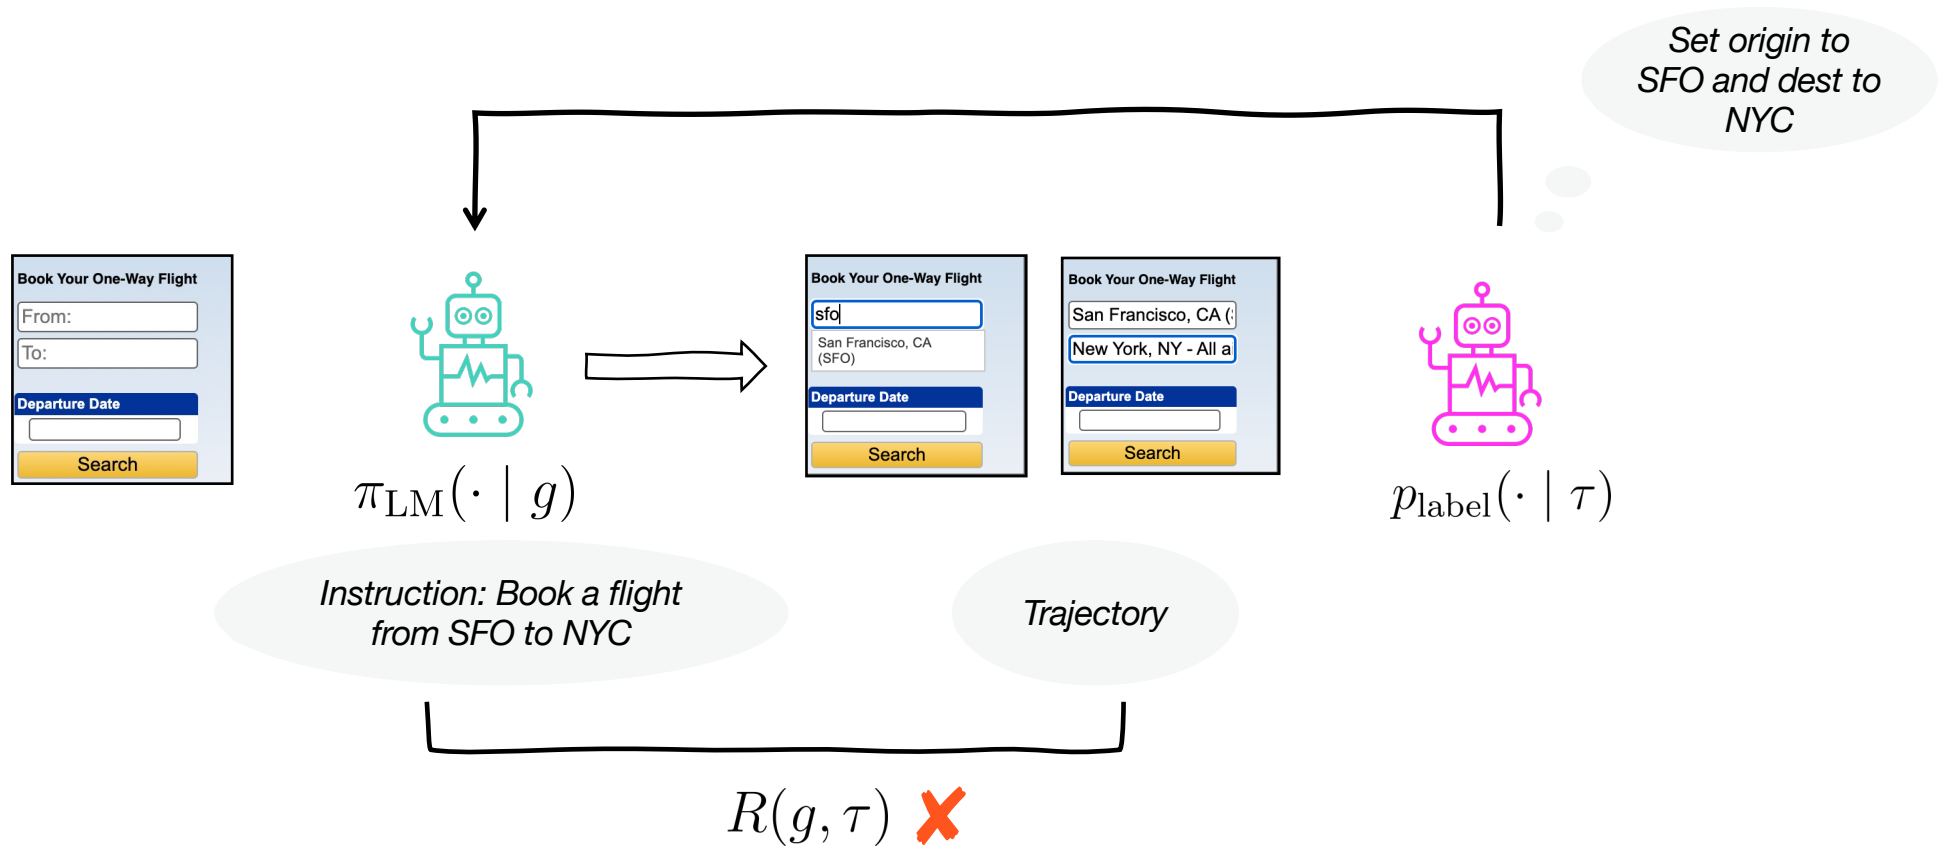 Set origin to
SFO and dest to
NYC
Book Your One-Way Flight
From:
To:
Departure Date
Search
π_LM(· | g)
Book Your One-Way Flight
sfo
San Francisco, CA
(SFO)
Departure Date
Search
Book Your One-Way Flight
San Francisco, CA (
New York, NY - All a
Departure Date
Search
p_label(· | τ)
Instruction: Book a flight
from SFO to NYC
Trajectory
R(g, τ) ✘